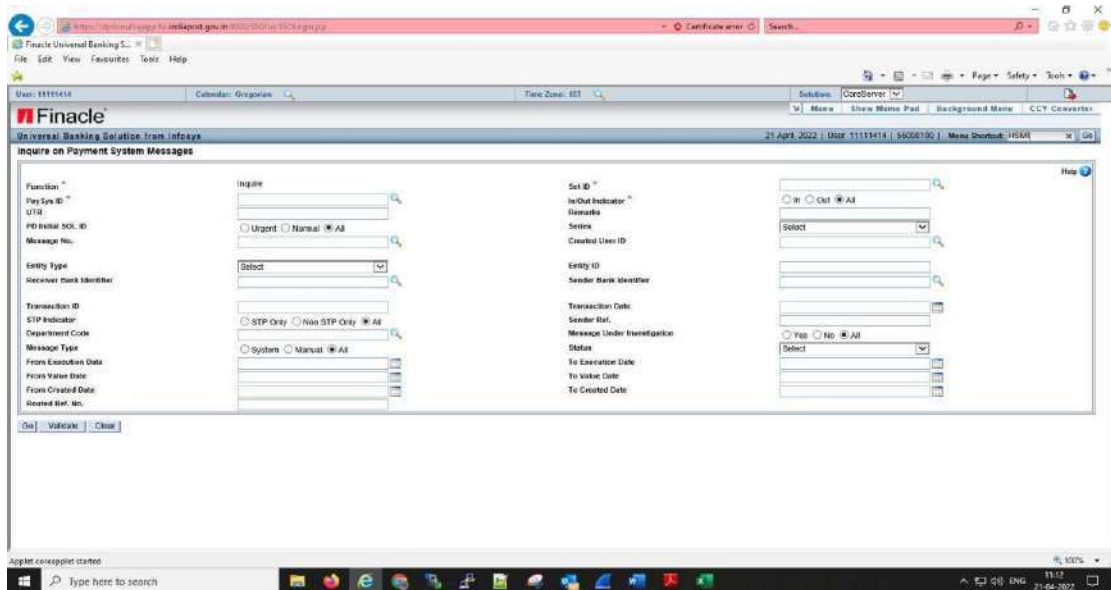 Certificate error
Search...
Finacle Universal Banking S...
File Edit View Favourites Tools Help
Page Safety Tools
User: 11111414 Calendar: Gregorian Time Zone: IST Solution: CoreServer
Finacle Menu Show Memo Pad Background Menu CCY Converter
Universal Banking Solution from Infosys 21 April, 2022 | User 11111414 | 56000100 | Menu Shortcut: HSMI Go
Inquire on Payment System Messages
Help
Function * Inquire Set ID *
Pay Sys ID * In/Out Indicator * In Out All
UTR Remarks
PD Initial SOL ID Urgent Normal All Series Select
Message No. Created User ID
Entity Type Select Entity ID
Receiver Bank Identifier Sender Bank Identifier
Transaction ID Transaction Date
STP Indicator STP Only Non STP Only All Sender Ref.
Department Code Message Under Investigation Yes No All
Message Type System Manual All Status Select
From Execution Date To Execution Date
From Value Date To Value Date
From Created Date To Created Date
Routed Ref. No.
Go Validate Clear
Applet coreapplet started 100%
Type here to search ENG 11:12
21-04-2022